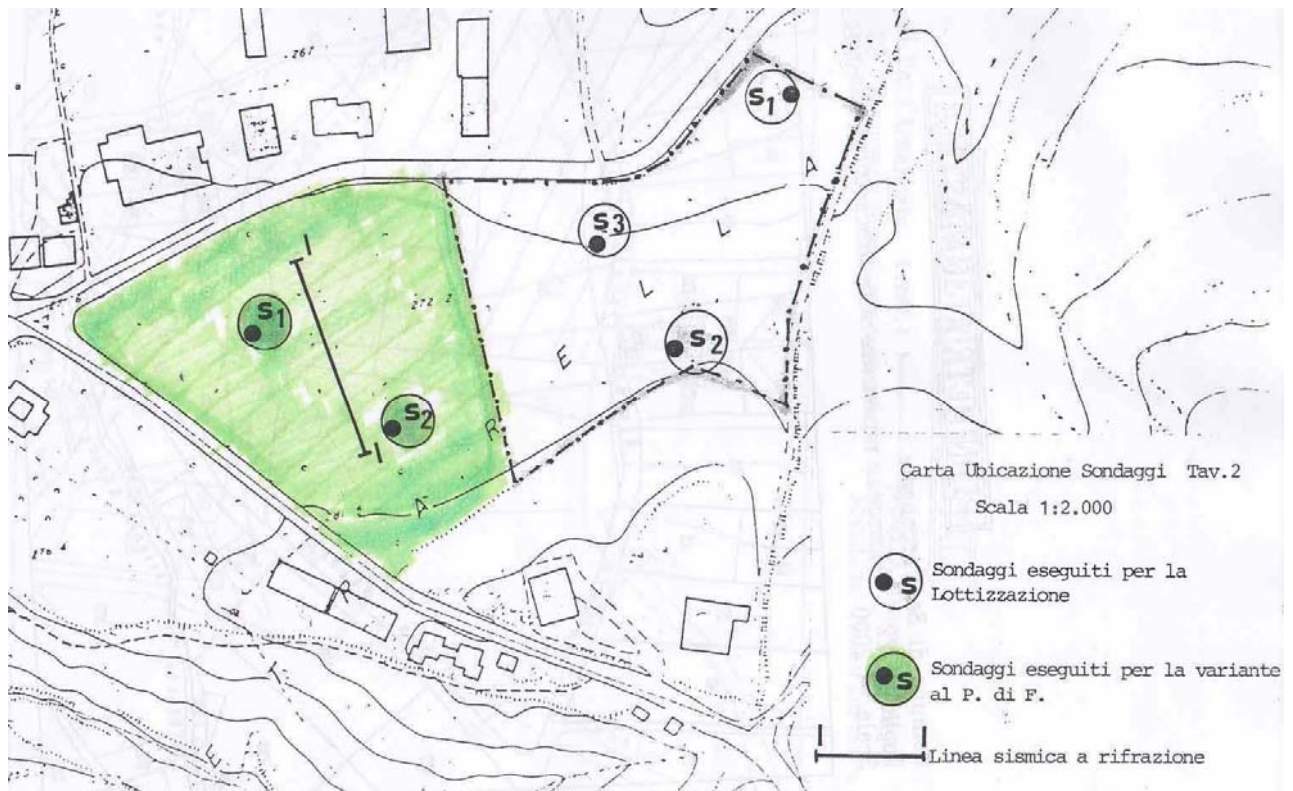 267
S1
S3
S1
272 2
S2
S2
A R E L L A
Carta Ubicazione Sondaggi Tav.2
Scala 1:2.000
S Sondaggi eseguiti per la
Lottizzazione
S Sondaggi eseguiti per la variante
al P. di F.
Linea sismica a rifrazione